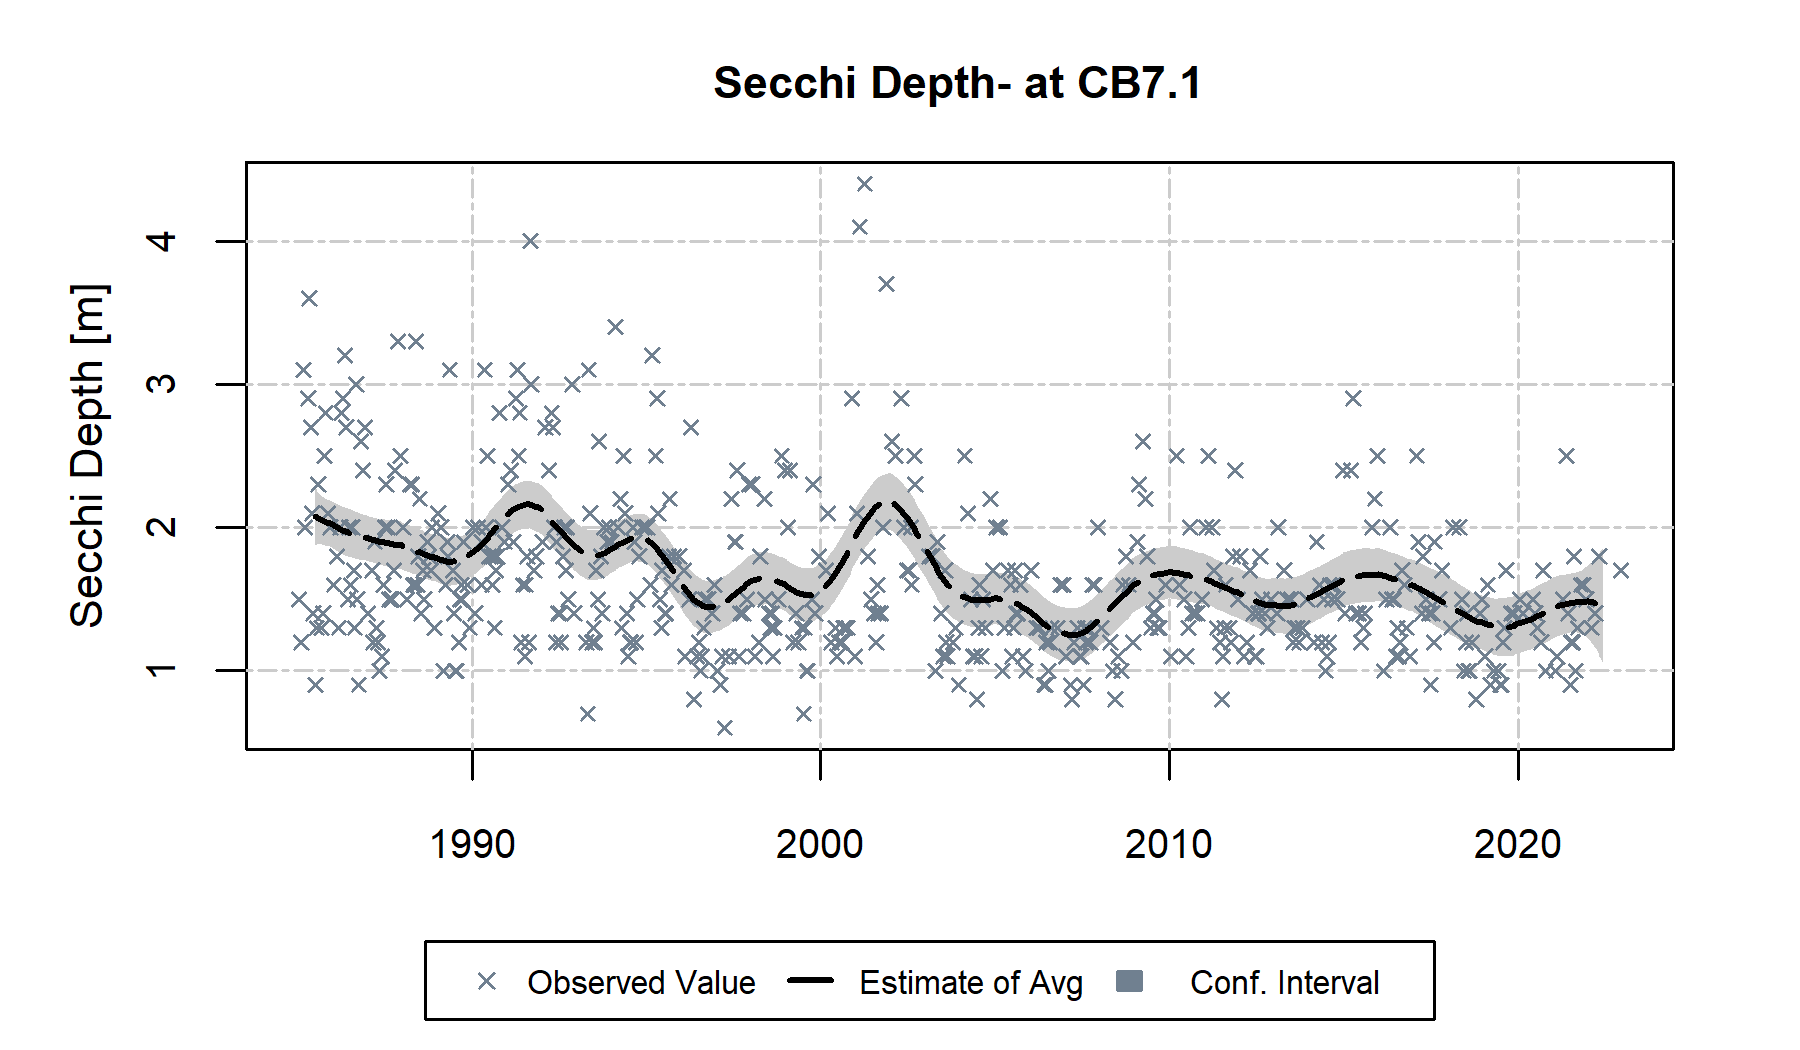 Secchi Depth- at CB7.1
Secchi Depth [m]
4
3
2
1
1990 2000 2010 2020
Observed Value Estimate of Avg Conf. Interval